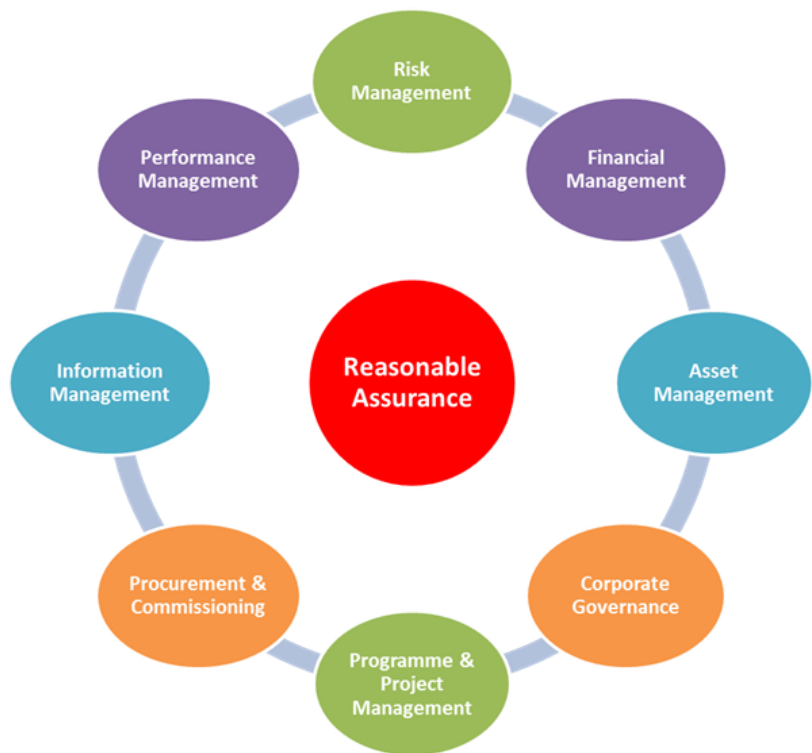 Risk
Management
Financial
Management
Asset
Management
Corporate
Governance
Programme &
Project
Management
Procurement &
Commissioning
Information
Management
Performance
Management
Reasonable
Assurance